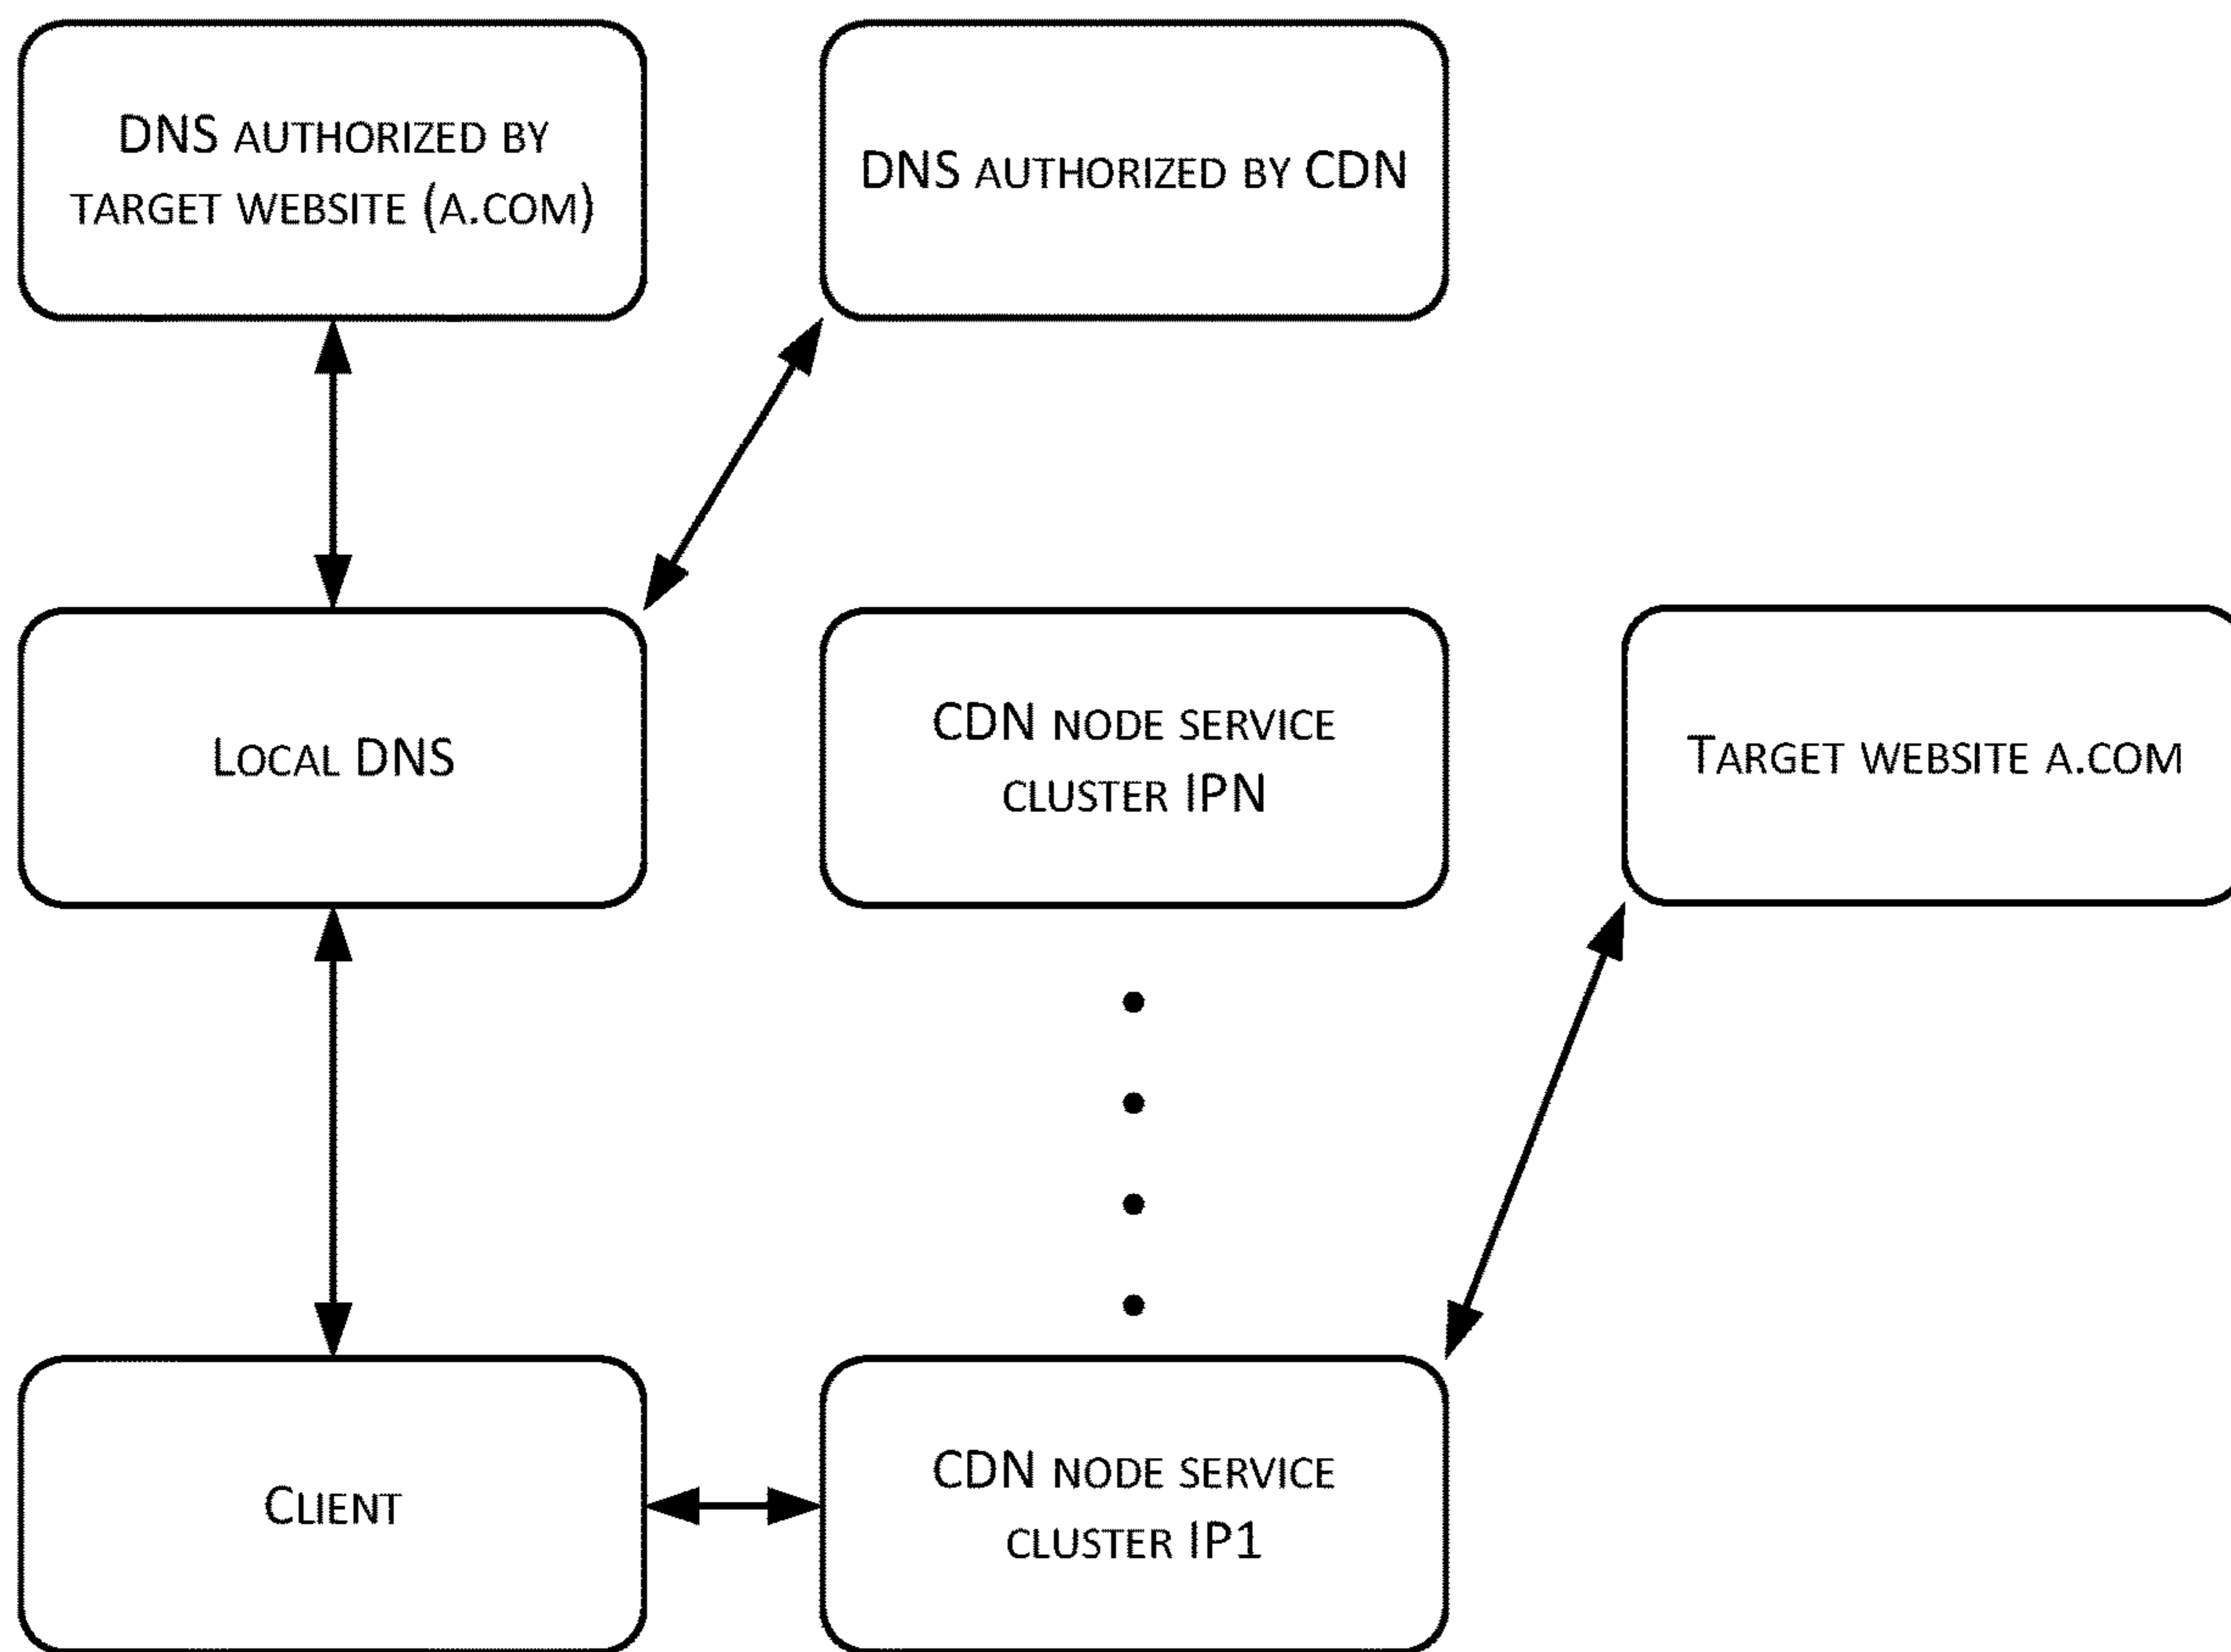 DNS AUTHORIZED BY
TARGET WEBSITE (A.COM)
DNS AUTHORIZED BY CDN
LOCAL DNS
CDN NODE SERVICE
CLUSTER IPN
TARGET WEBSITE A.COM
CLIENT
CDN NODE SERVICE
CLUSTER IP1